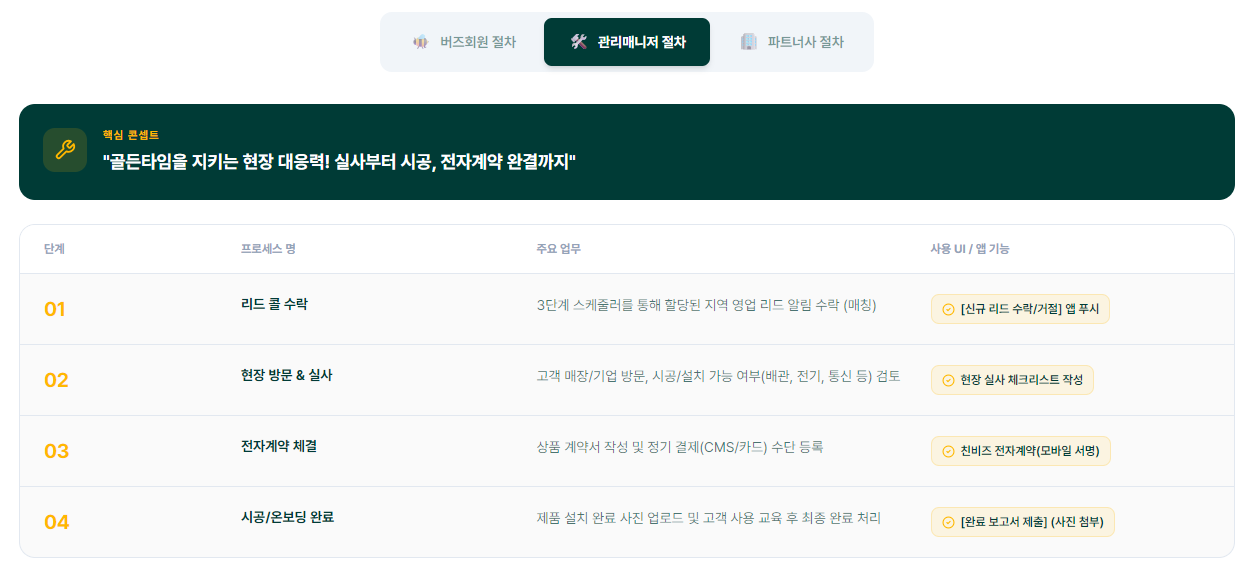 버즈회원 절차
관리매니저 절차
파트너사 절차
핵심 콘셉트
"골든타임을 지키는 현장 대응력! 실사부터 시공, 전자계약 완결까지"
단계 프로세스 명 주요 업무 사용 UI / 앱 기능
01 리드 콜 수락 3단계 스케줄러를 통해 할당된 지역 영업 리드 알림 수락 (매칭) [신규 리드 수락/거절] 앱 푸시
02 현장 방문 & 실사 고객 매장/기업 방문, 시공/설치 가능 여부(배관, 전기, 통신 등) 검토 현장 실사 체크리스트 작성
03 전자계약 체결 상품 계약서 작성 및 정기 결제(CMS/카드) 수단 등록 친비즈 전자계약(모바일 서명)
04 시공/온보딩 완료 제품 설치 완료 사진 업로드 및 고객 사용 교육 후 최종 완료 처리 [완료 보고서 제출] (사진 첨부)